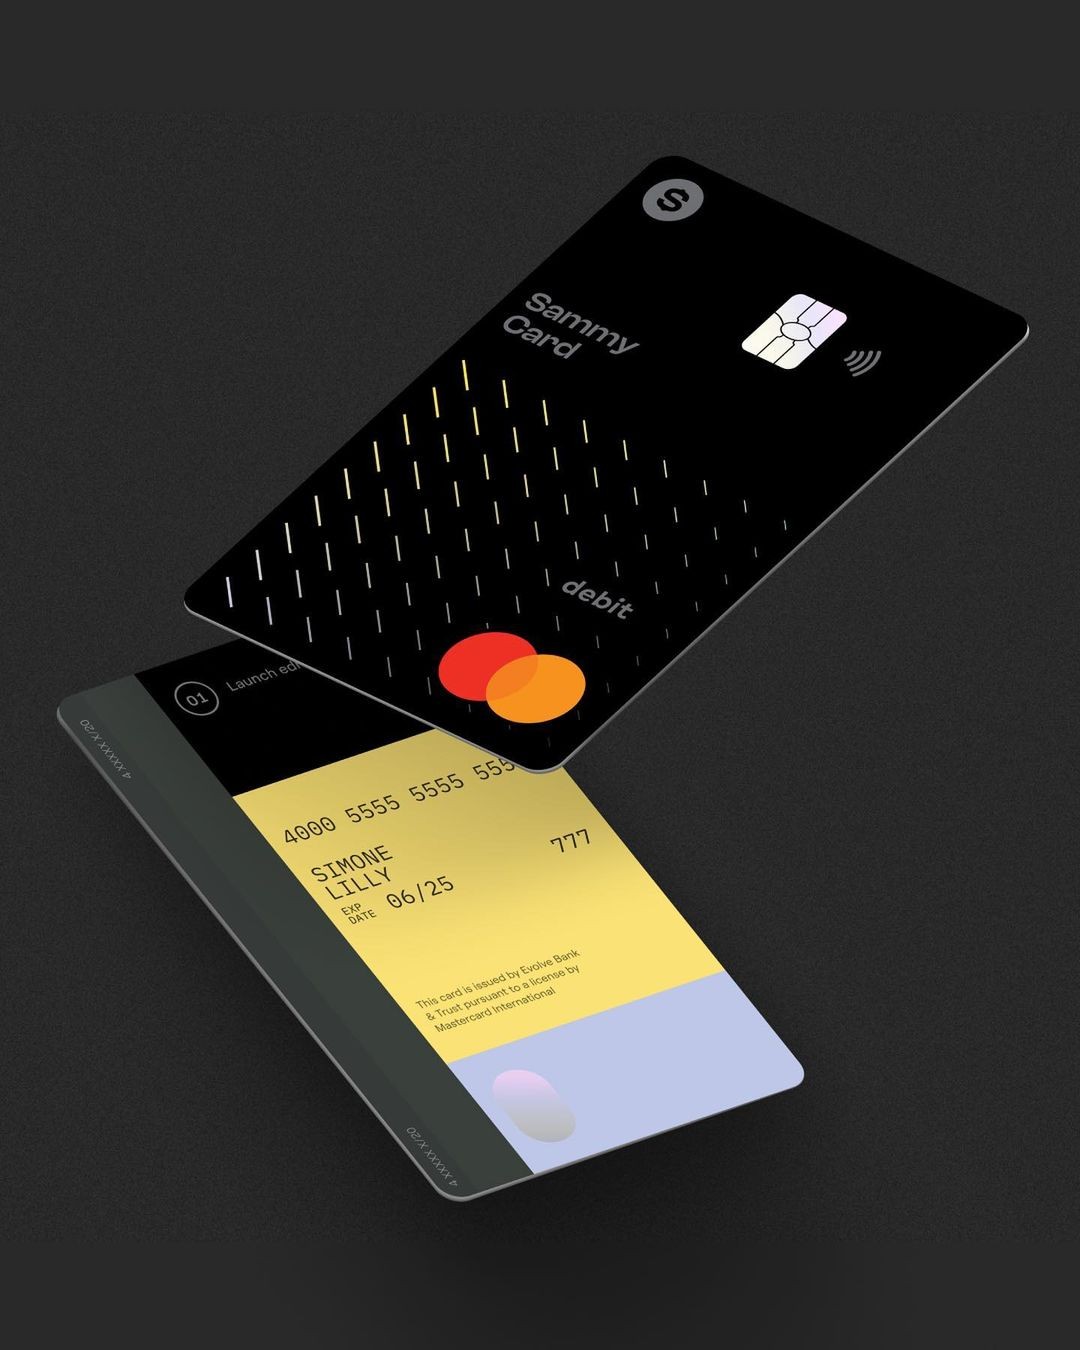 S
Sammy
Card
debit
01
Launch
4000 5555 5555 555
SIMONE
LILLY
777
EXP
DATE
06/25
This card is issued by Evolve Bank
& Trust pursuant to a license by
Mastercard International
4 XXXXX X/20
4 XXXXX X/20